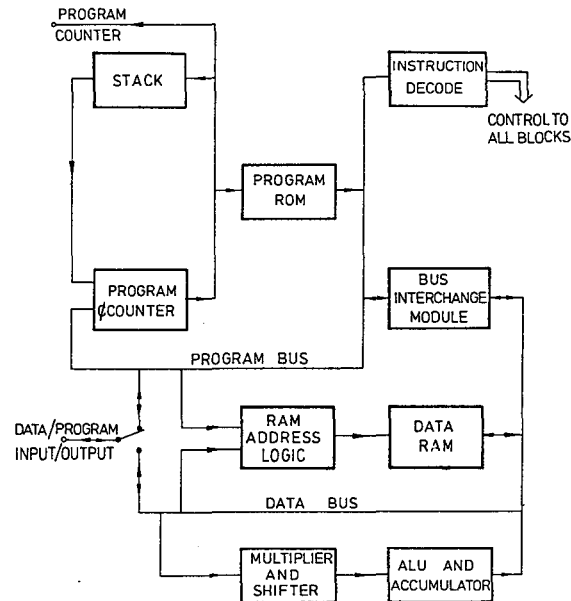 PROGRAM
COUNTER
STACK
INSTRUCTION
DECODE
CONTROL TO
ALL BLOCKS
PROGRAM
ROM
PROGRAM
¢COUNTER
BUS
INTERCHANGE
MODULE
PROGRAM BUS
DATA/PROGRAM
INPUT/OUTPUT
RAM
ADDRESS
LOGIC
DATA
RAM
DATA BUS
MULTIPLIER
AND
SHIFTER
ALU AND
ACCUMULATOR